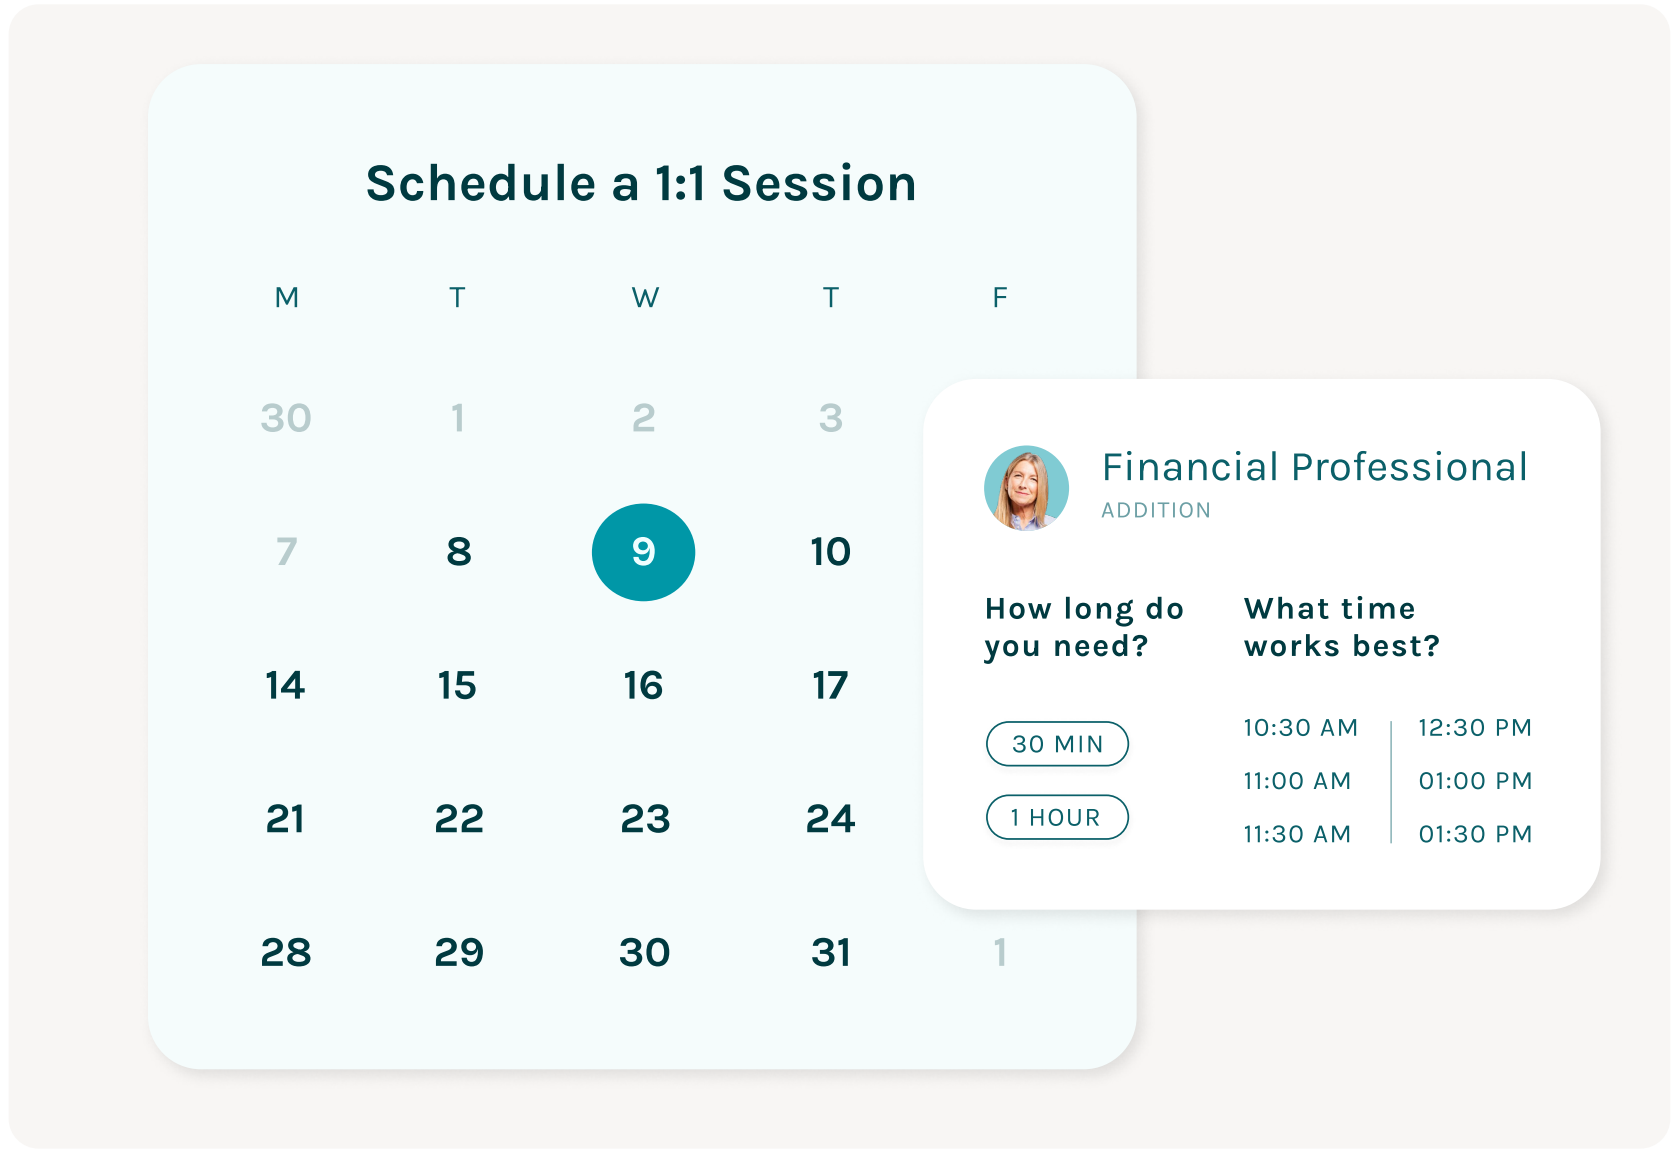 Schedule a 1:1 Session
M T W T F
30 1 2 3
7 8 9 10
14 15 16 17
21 22 23 24
28 29 30 31 1
Financial Professional
ADDITION
How long do
you need?
30 MIN
1 HOUR
What time
works best?
10:30 AM 12:30 PM
11:00 AM 01:00 PM
11:30 AM 01:30 PM